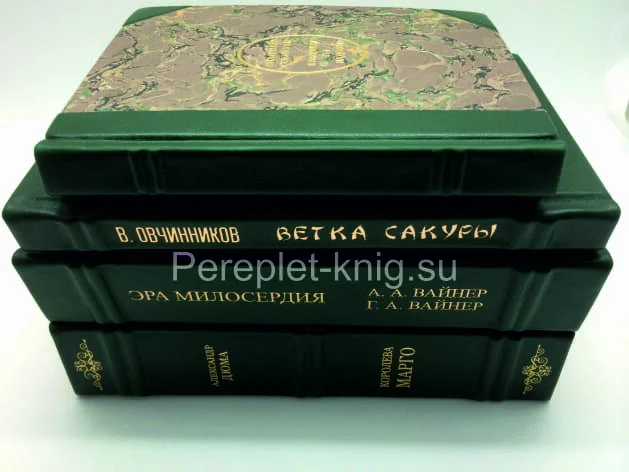 В. ОВЧИННИКОВ ВЕТКА САКУРЫ
Pereplet-knig.su
ЭРА МИЛОСЕРДИЯ
А. А. ВАЙНЕР
Г. А. ВАЙНЕР
АЛЕКСАНДР
ДЮМА
КОРОЛЕВА
МАРГО